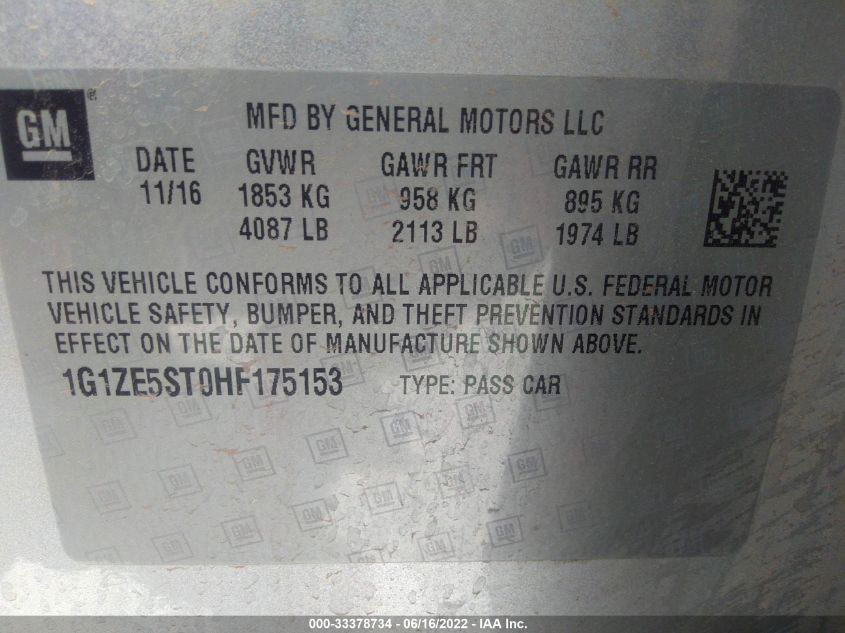 GM ®
MFD BY GENERAL MOTORS LLC
DATE GVWR GAWR FRT GAWR RR
11/16 1853 KG 958 KG 895 KG
4087 LB 2113 LB 1974 LB
THIS VEHICLE CONFORMS TO ALL APPLICABLE U.S. FEDERAL MOTOR
VEHICLE SAFETY, BUMPER, AND THEFT PREVENTION STANDARDS IN
EFFECT ON THE DATE OF MANUFACTURE SHOWN ABOVE.
1G1ZE5ST0HF175153 TYPE: PASS CAR
000-33378734 - 06/16/2022 - IAA Inc.